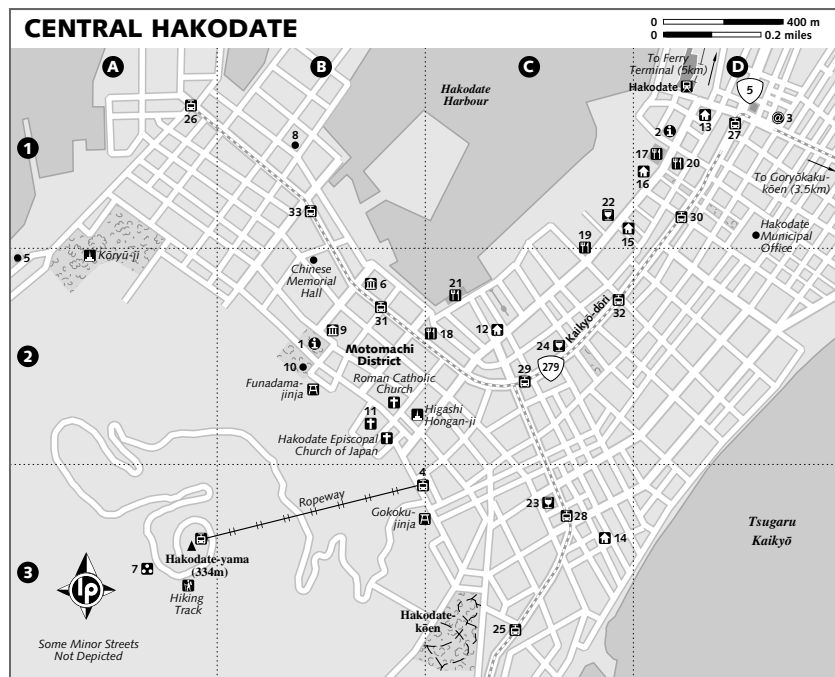 CENTRAL HAKODATE
0 400 m
0 0.2 miles
A
B
C
D
1
2
3
To Ferry
Terminal (5km)
Hakodate
5
Hakodate
Harbour
26
8
2
13
27
@ 3
17
20
16
To Goryōkaku-
kōen (3.5km)
22
33
15
30
19
Hakodate
Municipal
Office
5
Kōryū-ji
Chinese
Memorial
Hall
6
21
31
32
Kaikyō-dōri
9
1
18
12
24
Motomachi
District
10
29
279
Roman Catholic
Church
Funadama-
jinja
11
Higashi
Hongan-ji
Hakodate Episcopal
Church of Japan
4
Ropeway
23
28
Gokoku-
jinja
14
Tsugaru
Kaikyō
Hakodate-yama
(334m)
7
lp
Hiking
Track
Hakodate-
kōen
25
Some Minor Streets
Not Depicted